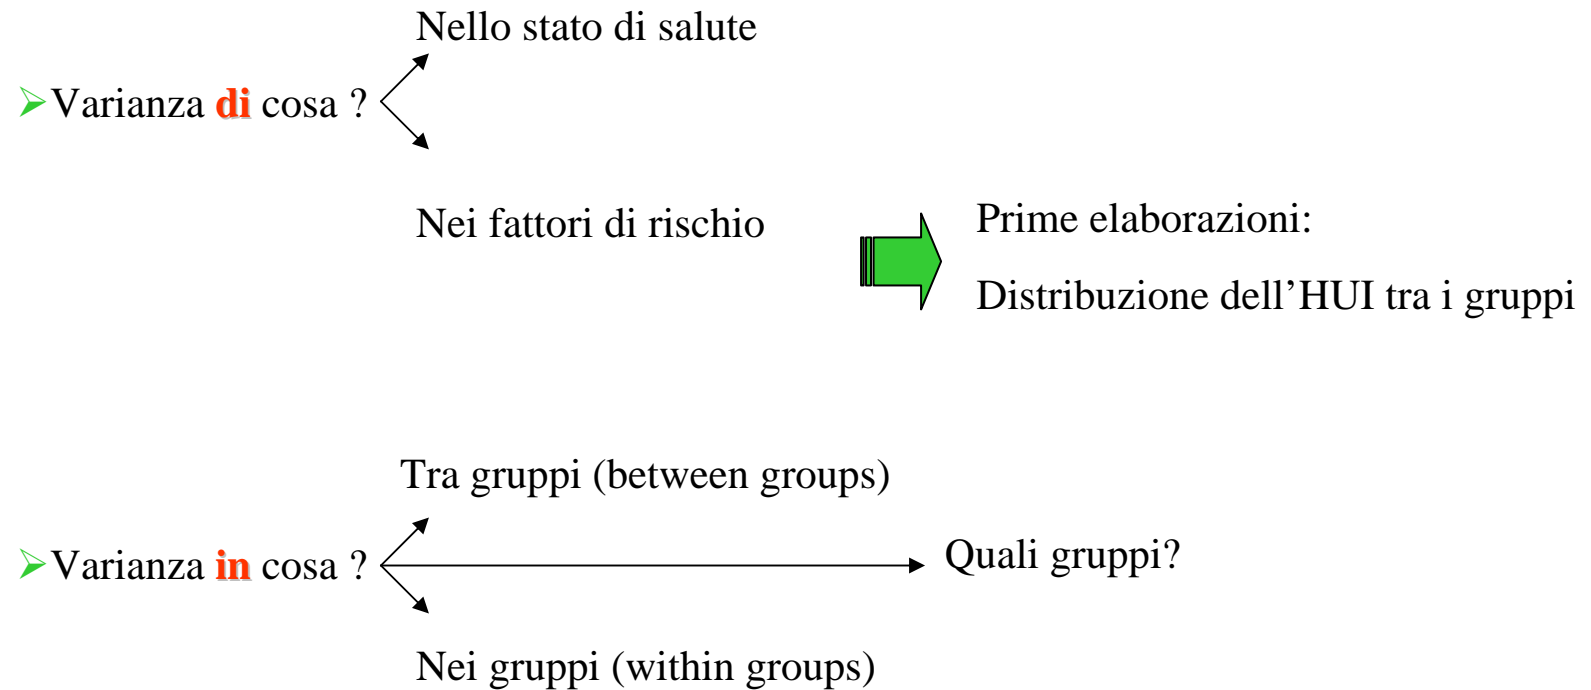 Nello stato di salute
Varianza di cosa ?
Nei fattori di rischio
Prime elaborazioni:
Distribuzione dell’HUI tra i gruppi
Tra gruppi (between groups)
Varianza in cosa ?
Quali gruppi?
Nei gruppi (within groups)